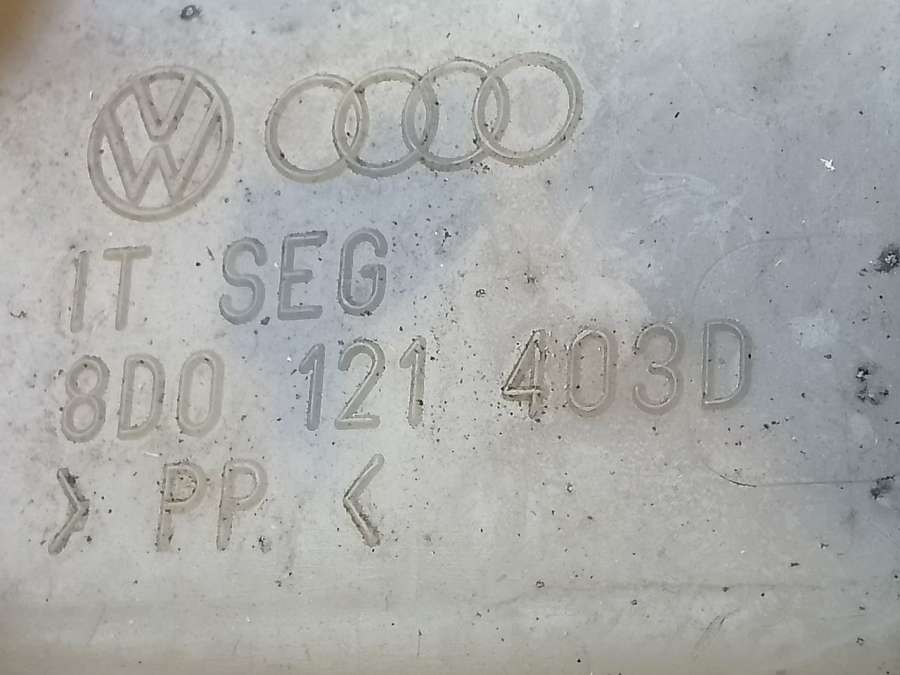 IT SEG
8D0 121 403D
> PP <